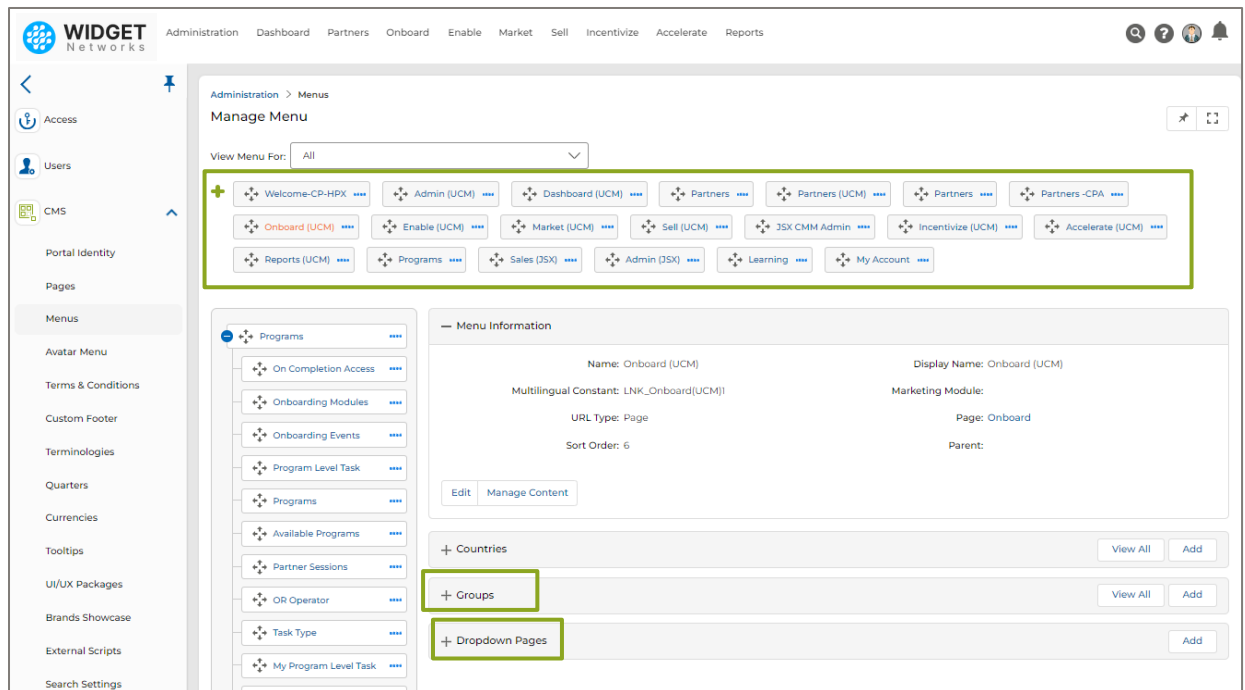 WIDGET
Networks
Administration Dashboard Partners Onboard Enable Market Sell Incentivize Accelerate Reports
Access
Users
CMS
Portal Identity
Pages
Menus
Avatar Menu
Terms & Conditions
Custom Footer
Terminologies
Quarters
Currencies
Tooltips
UI/UX Packages
Brands Showcase
External Scripts
Search Settings
Administration > Menus
Manage Menu
View Menu For: All
Welcome-CP-HPX Admin (UCM) Dashboard (UCM) Partners Partners (UCM) Partners Partners -CPA
Onboard (UCM) Enable (UCM) Market (UCM) Sell (UCM) JSX CMM Admin Incentivize (UCM) Accelerate (UCM)
Reports (UCM) Programs Sales (JSX) Admin (JSX) Learning My Account
Programs
On Completion Access
Onboarding Modules
Onboarding Events
Program Level Task
Programs
Available Programs
Partner Sessions
OR Operator
Task Type
My Program Level Task
Menu Information
Name: Onboard (UCM) Display Name: Onboard (UCM)
Multilingual Constant: LNK_Onboard(UCM)1 Marketing Module:
URL Type: Page Page: Onboard
Sort Order: 6 Parent:
Edit Manage Content
Countries View All Add
Groups View All Add
Dropdown Pages Add